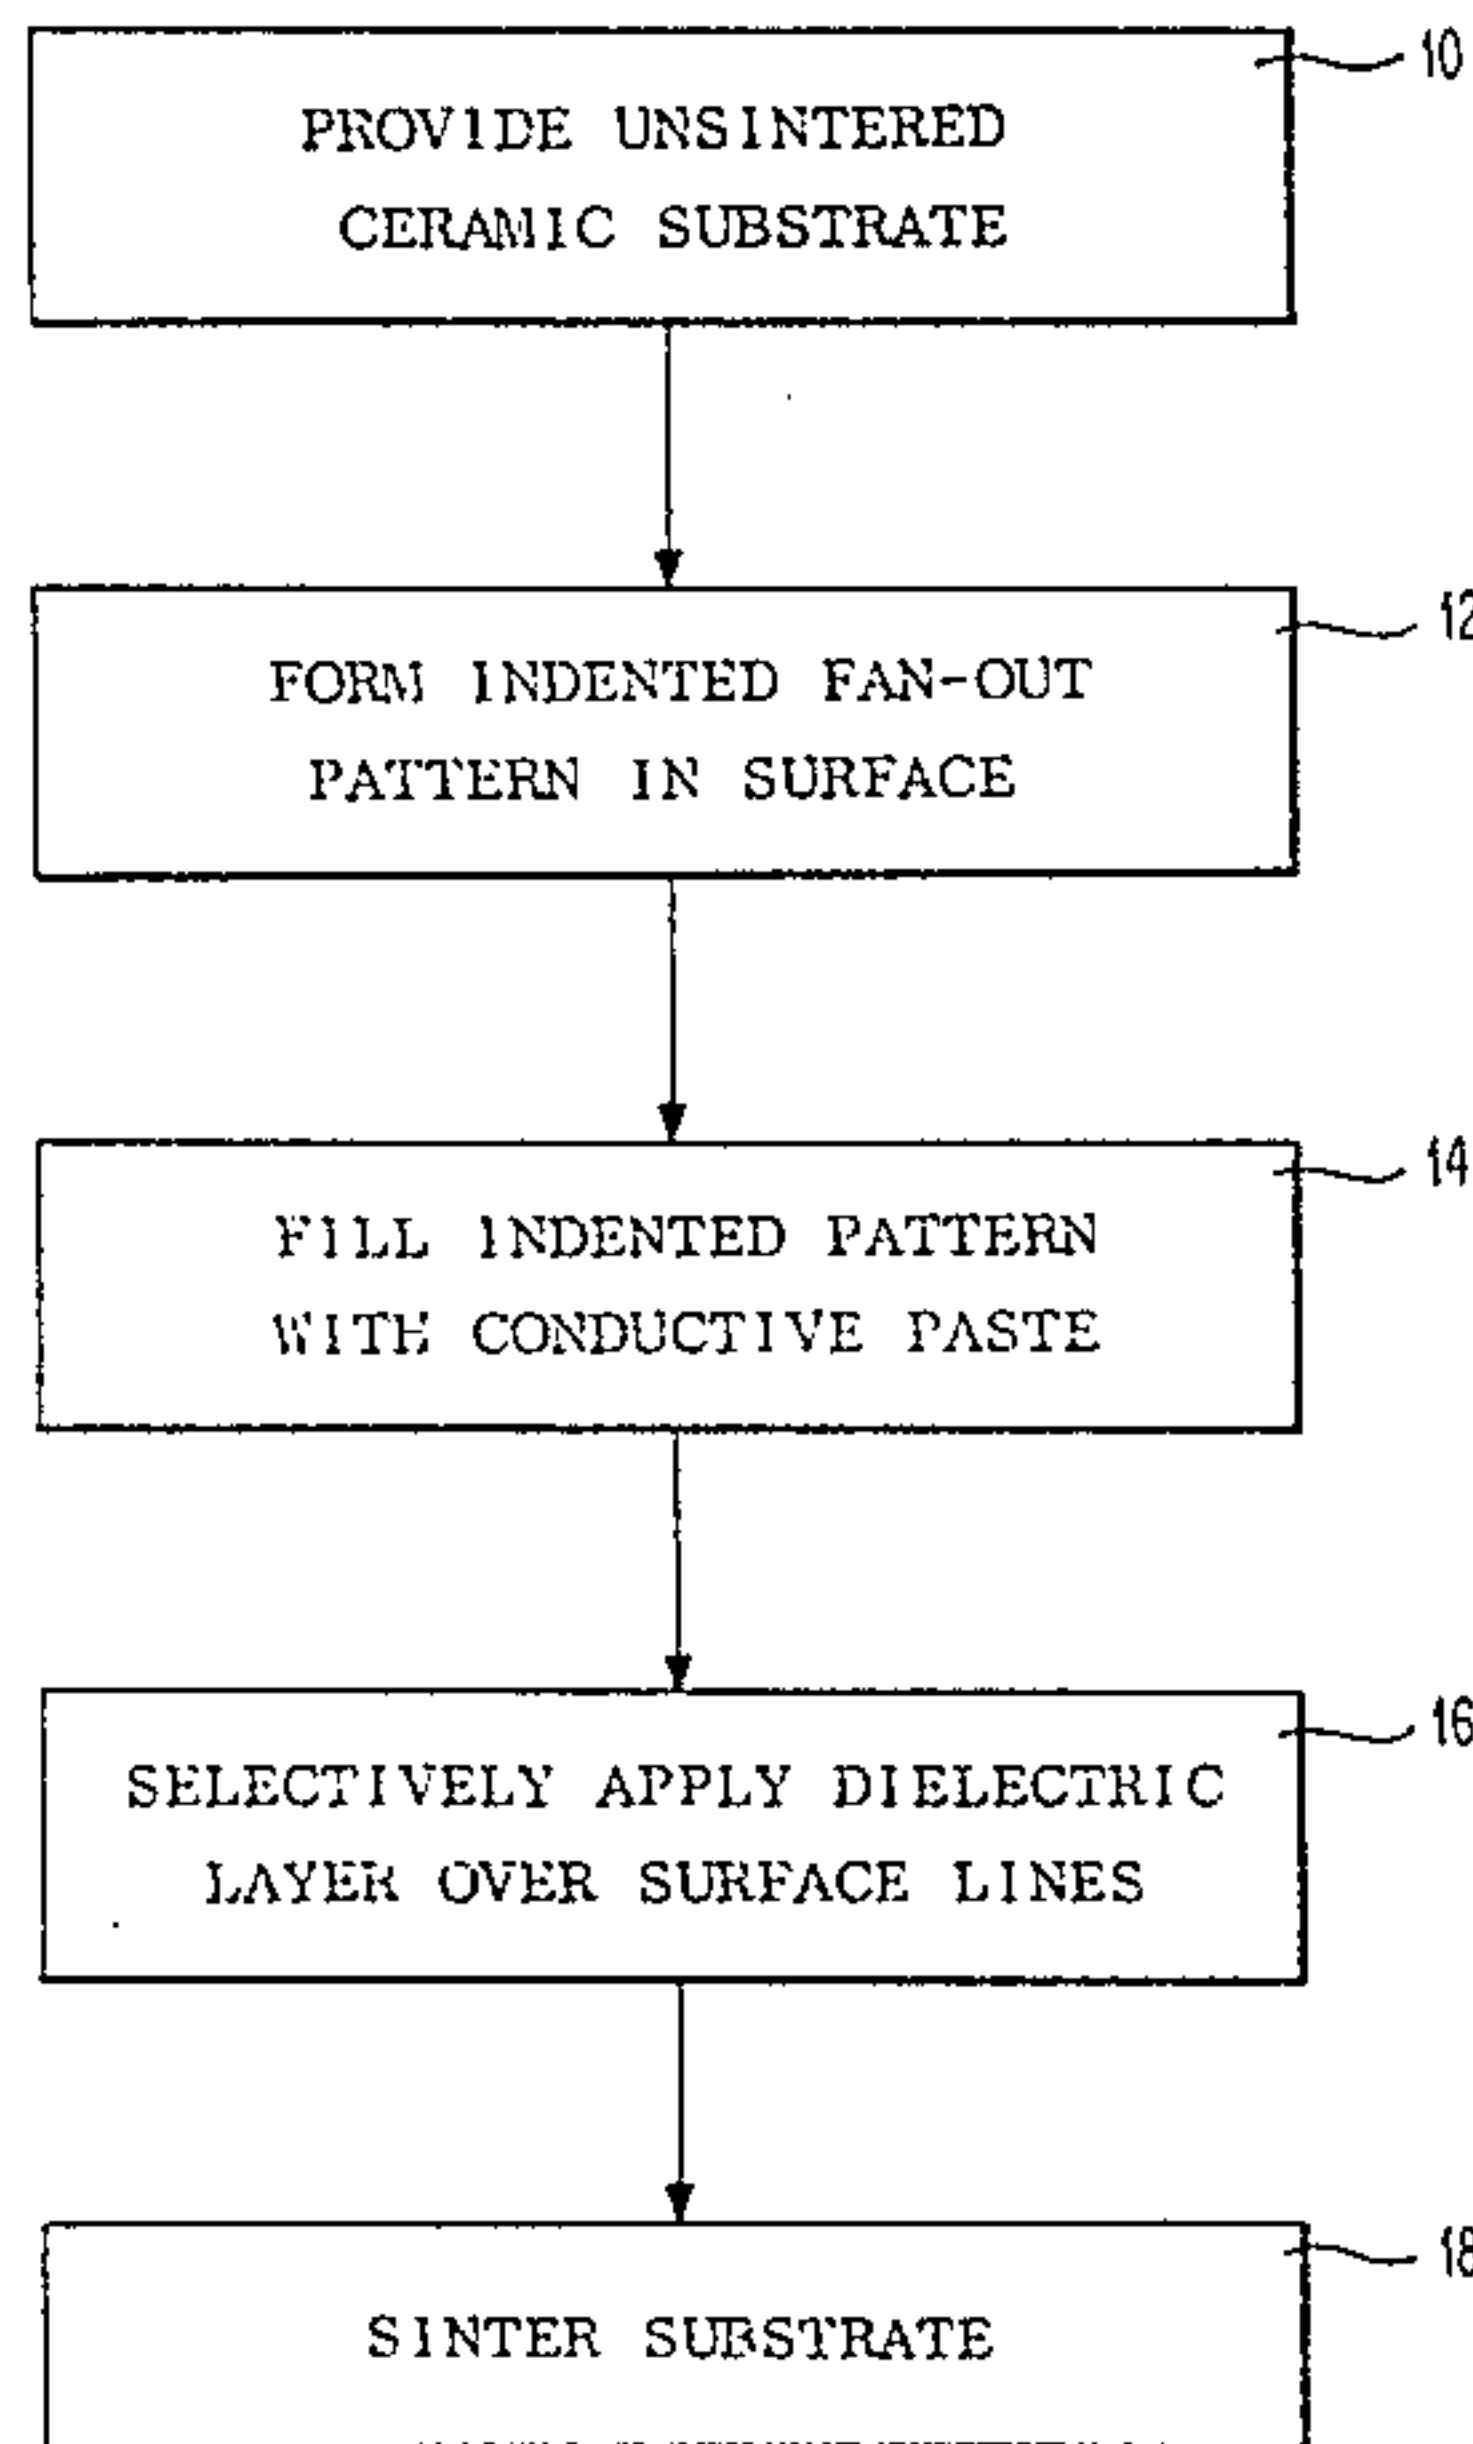 10
PROVIDE UNSINTERED
CERAMIC SUBSTRATE
12
FORM INDENTED FAN-OUT
PATTERN IN SURFACE
14
FILL INDENTED PATTERN
WITH CONDUCTIVE PASTE
16
SELECTIVELY APPLY DIELECTRIC
LAYER OVER SURFACE LINES
18
SINTER SUBSTRATE